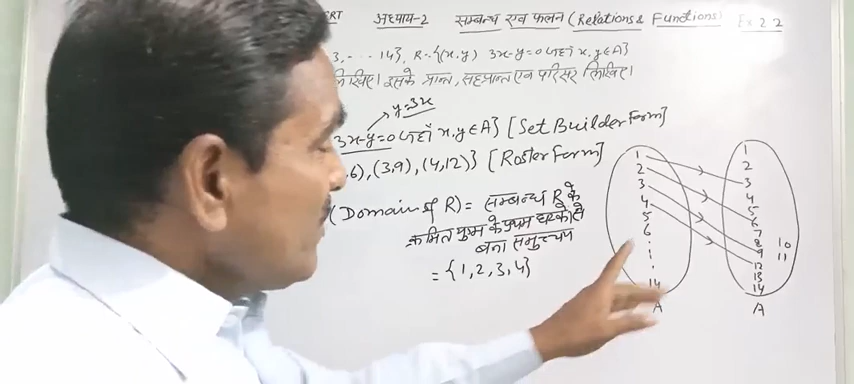 ERT अध्याय-2 सम्बन्ध एवं फलन (Relations & Functions) Ex 2.2
3, --- 14}, R = {(x,y) 3x-y=0 जहाँ x,y∈A}
लिखिए। इसके प्रान्त, सहप्रान्त एवं परिसर लिखिए।
y=3x
3x-y=0 जहाँ x,y∈A} [Set Builder Form]
,6), (3,9), (4,12)} [Roster Form]
(Domain of R) = सम्बन्ध R के
क्रमित युग्म के प्रथम घटकों से
बना समुच्चय
= {1,2,3,4}
1
2
3
4
5
6
14
A
1
2
3
4
5
6
7
8 10
9 11
12
13
14
A